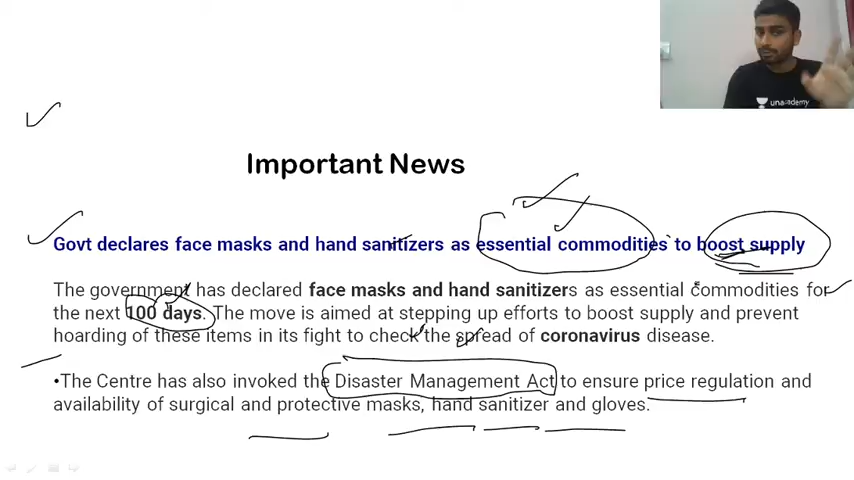 unacademy
Important News
Govt declares face masks and hand sanitizers as essential commodities to boost supply
The government has declared face masks and hand sanitizers as essential commodities for
the next 100 days. The move is aimed at stepping up efforts to boost supply and prevent
hoarding of these items in its fight to check the spread of coronavirus disease.
•The Centre has also invoked the Disaster Management Act to ensure price regulation and
availability of surgical and protective masks, hand sanitizer and gloves.